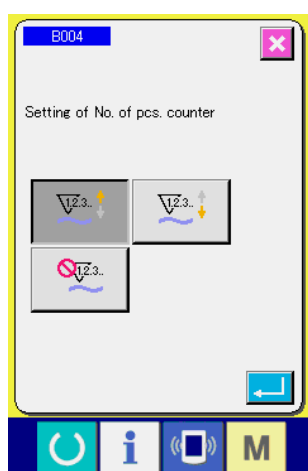 B004
Setting of No. of pcs. counter
1.2.3..
1.2.3..
1.2.3..
i
M